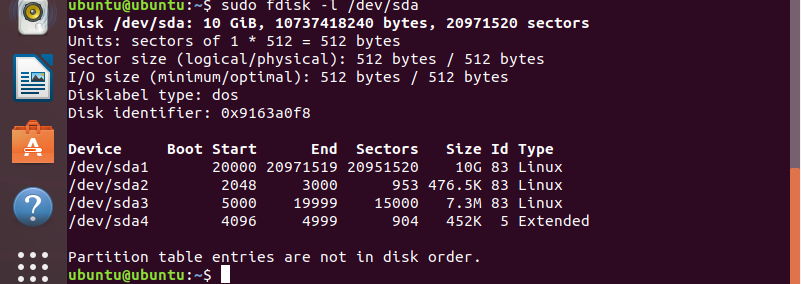 ubuntu@ubuntu:~$ sudo fdisk -l /dev/sda
Disk /dev/sda: 10 GiB, 10737418240 bytes, 20971520 sectors
Units: sectors of 1 * 512 = 512 bytes
Sector size (logical/physical): 512 bytes / 512 bytes
I/O size (minimum/optimal): 512 bytes / 512 bytes
Disklabel type: dos
Disk identifier: 0x9163a0f8
Device     Boot Start      End  Sectors   Size Id Type
/dev/sda1       20000 20971519 20951520    10G 83 Linux
/dev/sda2        2048     3000      953 476.5K 83 Linux
/dev/sda3        5000    19999    15000   7.3M 83 Linux
/dev/sda4        4096     4999      904   452K  5 Extended
Partition table entries are not in disk order.
ubuntu@ubuntu:~$